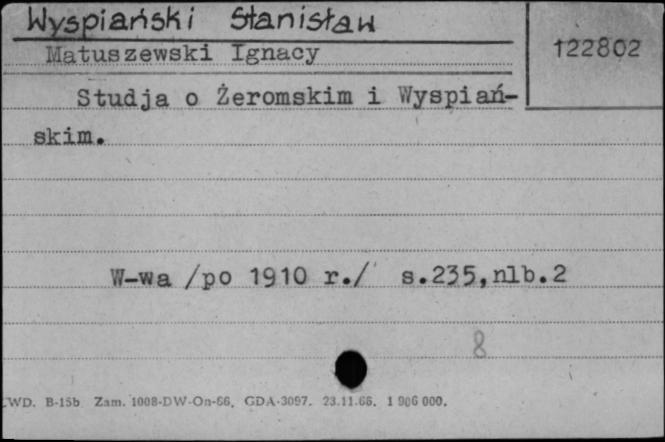 Wyspiański Stanisław
Matuszewski Ignacy
122802
Studja o Żeromskim i Wyspiań-
skim.
W-wa /po 1910 r./ s.235,nlb.2
8
WD. B-15b Zam. 1008-DW-On-66. GDA-3097. 23.11.66. 1 906 000.